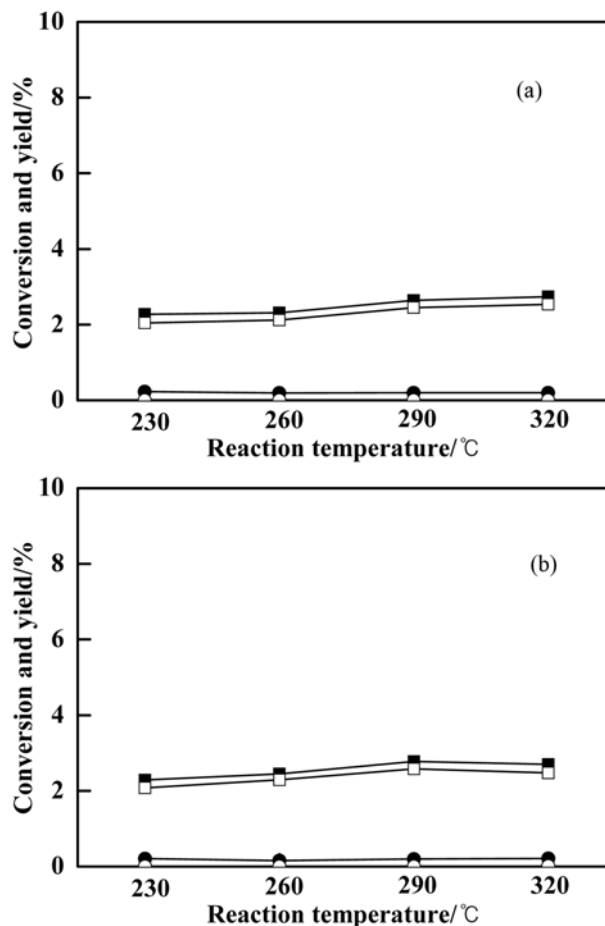 10
8
6
4
2
0
Conversion and yield/%
(a)
230 260 290 320
Reaction temperature/℃
10
8
6
4
2
0
Conversion and yield/%
(b)
230 260 290 320
Reaction temperature/℃